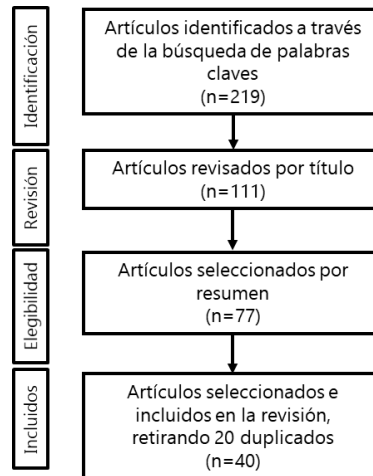 Identificación
Artículos identificados a través
de la búsqueda de palabras
claves
(n=219)
Revisión
Artículos revisados por título
(n=111)
Elegibilidad
Artículos seleccionados por
resumen
(n=77)
Incluidos
Artículos seleccionados e
incluidos en la revisión,
retirando 20 duplicados
(n=40)